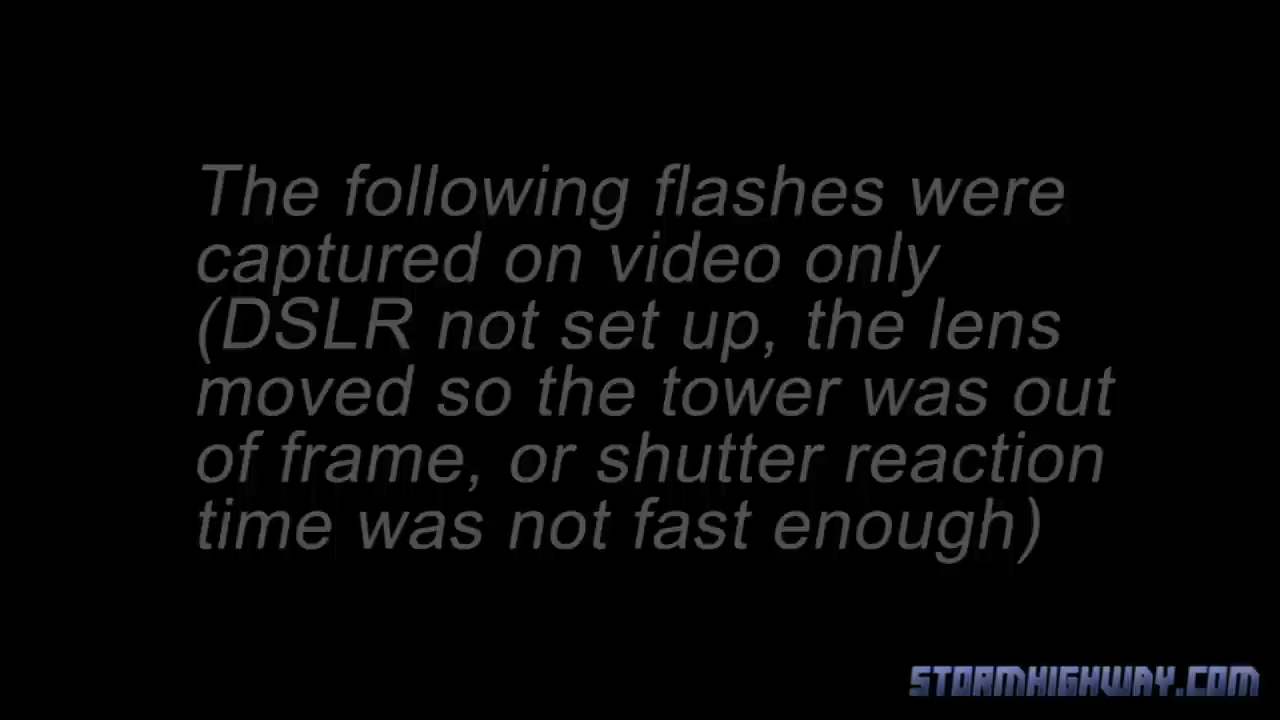 The following flashes were
captured on video only
(DSLR not set up, the lens
moved so the tower was out
of frame, or shutter reaction
time was not fast enough)
STORMHIGHWAY.COM